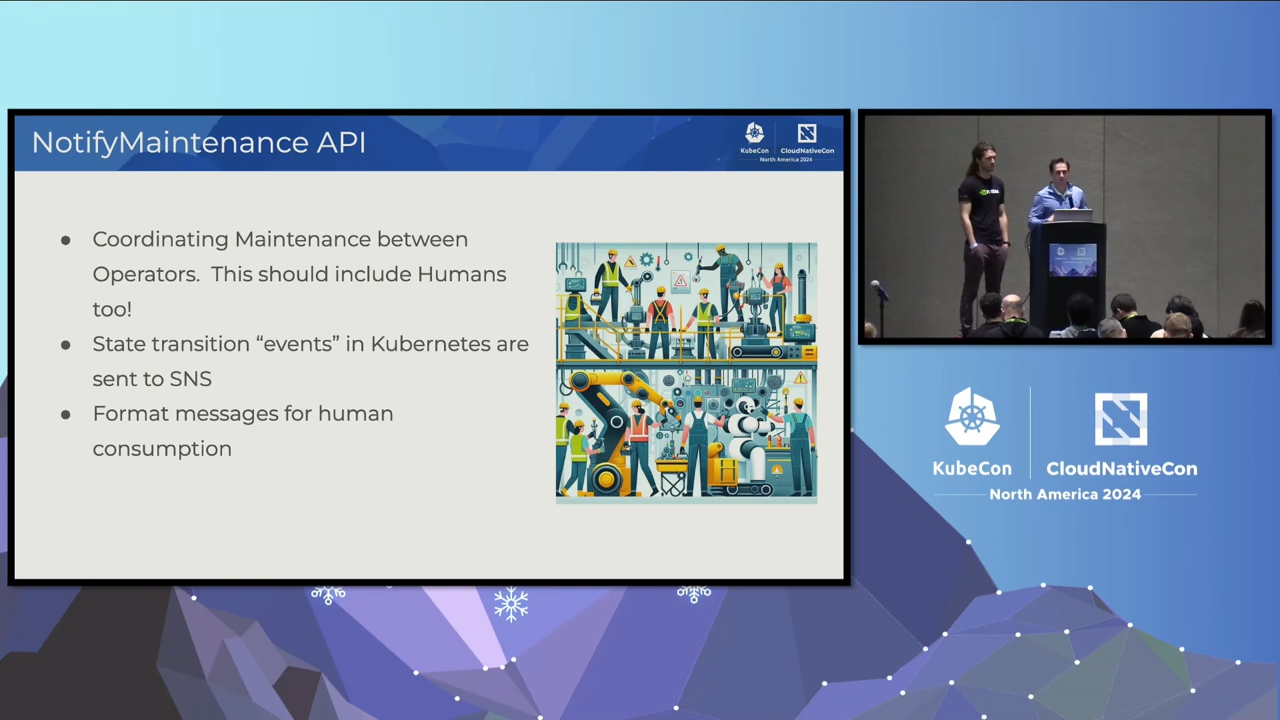 NotifyMaintenance API
KubeCon
CloudNativeCon
North America 2024
● Coordinating Maintenance between
Operators.  This should include Humans
too!
● State transition “events” in Kubernetes are
sent to SNS
● Format messages for human
consumption
KubeCon
CloudNativeCon
North America 2024